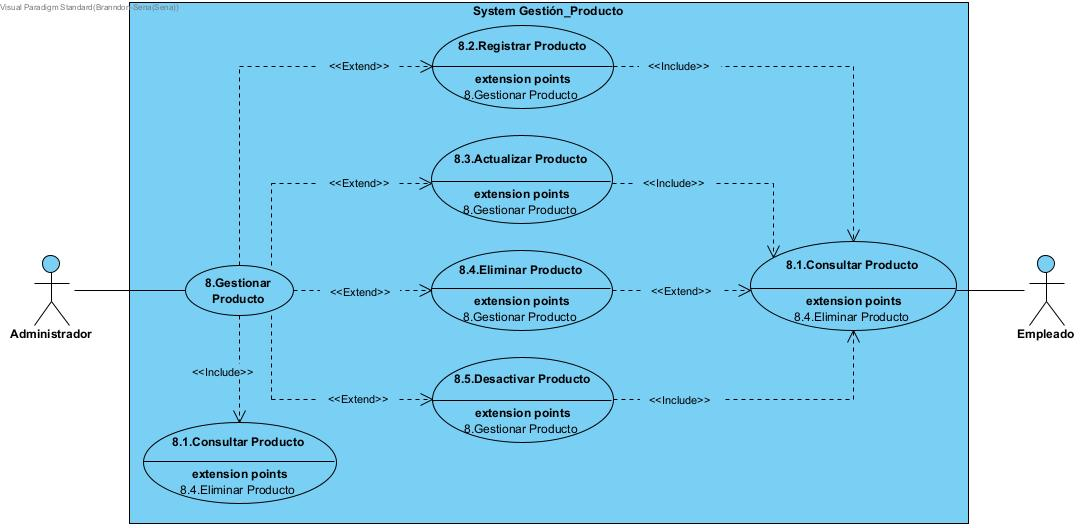 Visual Paradigm Standard(Branndon-Sena(Sena))
System Gestión_Producto
8.2.Registrar Producto
extension points
8.Gestionar Producto
<<Extend>>
<<Include>>
8.3.Actualizar Producto
extension points
8.Gestionar Producto
<<Extend>>
<<Include>>
8.Gestionar
Producto
8.4.Eliminar Producto
extension points
8.Gestionar Producto
<<Extend>>
<<Extend>>
8.1.Consultar Producto
extension points
8.4.Eliminar Producto
Administrador
Empleado
<<Include>>
8.5.Desactivar Producto
extension points
8.Gestionar Producto
<<Extend>>
<<Include>>
8.1.Consultar Producto
extension points
8.4.Eliminar Producto